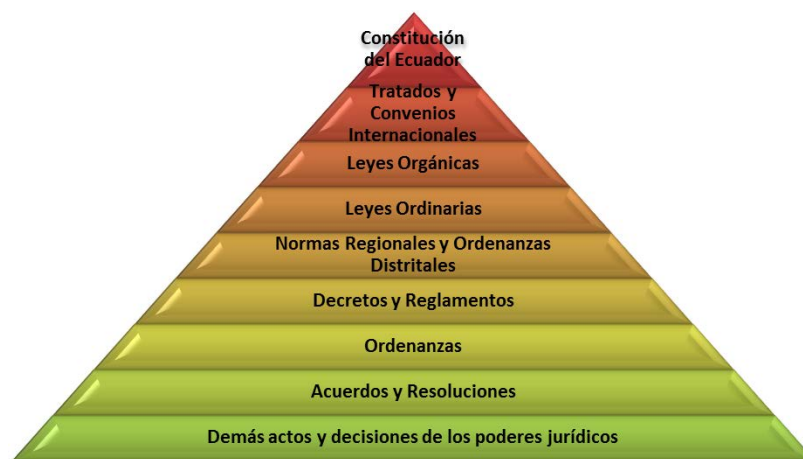 Constitución
del Ecuador
Tratados y
Convenios
Internacionales
Leyes Orgánicas
Leyes Ordinarias
Normas Regionales y Ordenanzas
Distritales
Decretos y Reglamentos
Ordenanzas
Acuerdos y Resoluciones
Demás actos y decisiones de los poderes jurídicos